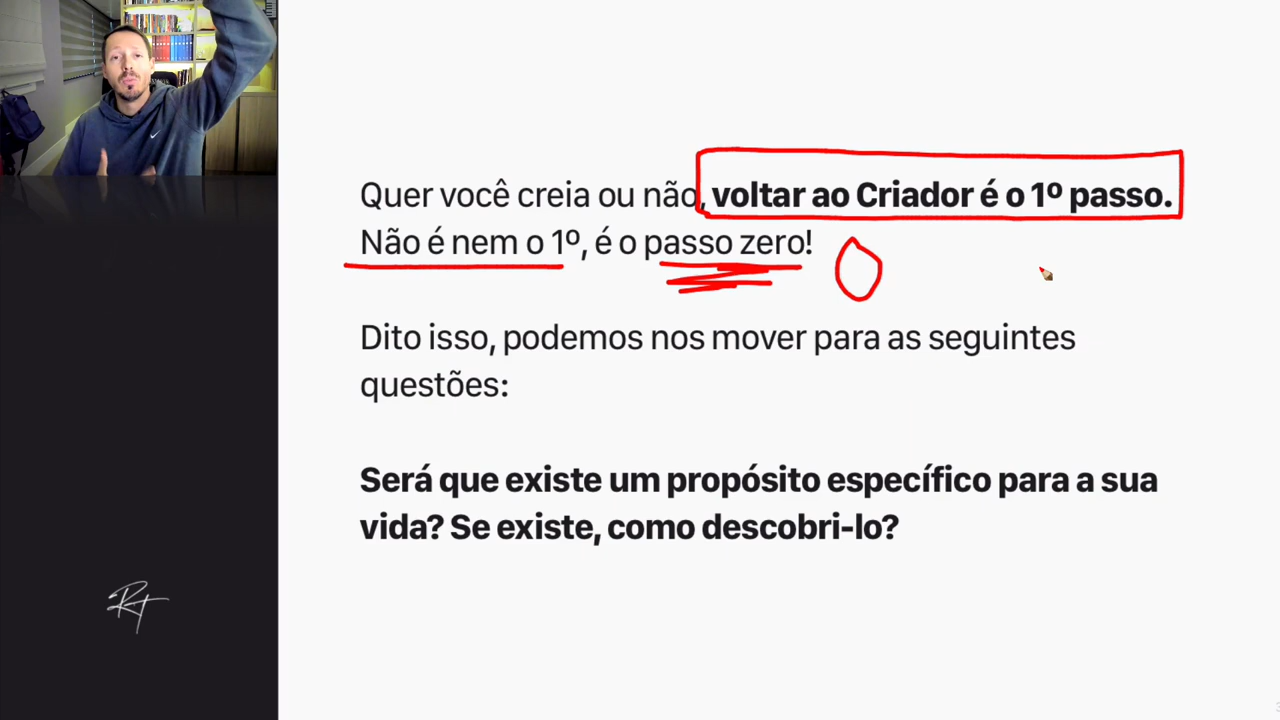 Quer você creia ou não, voltar ao Criador é o 1º passo.
Não é nem o 1º, é o passo zero!
Dito isso, podemos nos mover para as seguintes
questões:
Será que existe um propósito específico para a sua
vida? Se existe, como descobri-lo?